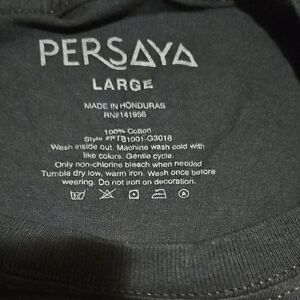 PERSAYA
LARGE
MADE IN HONDURAS
RN#141956
100% Cotton
Style #PTB1001-G3018
Wash inside out. Machine wash cold with
like colors. Gentle cycle.
Only non-chlorine bleach when needed
Tumble dry low, warm iron. Wash once before
wearing. Do not iron on decoration.